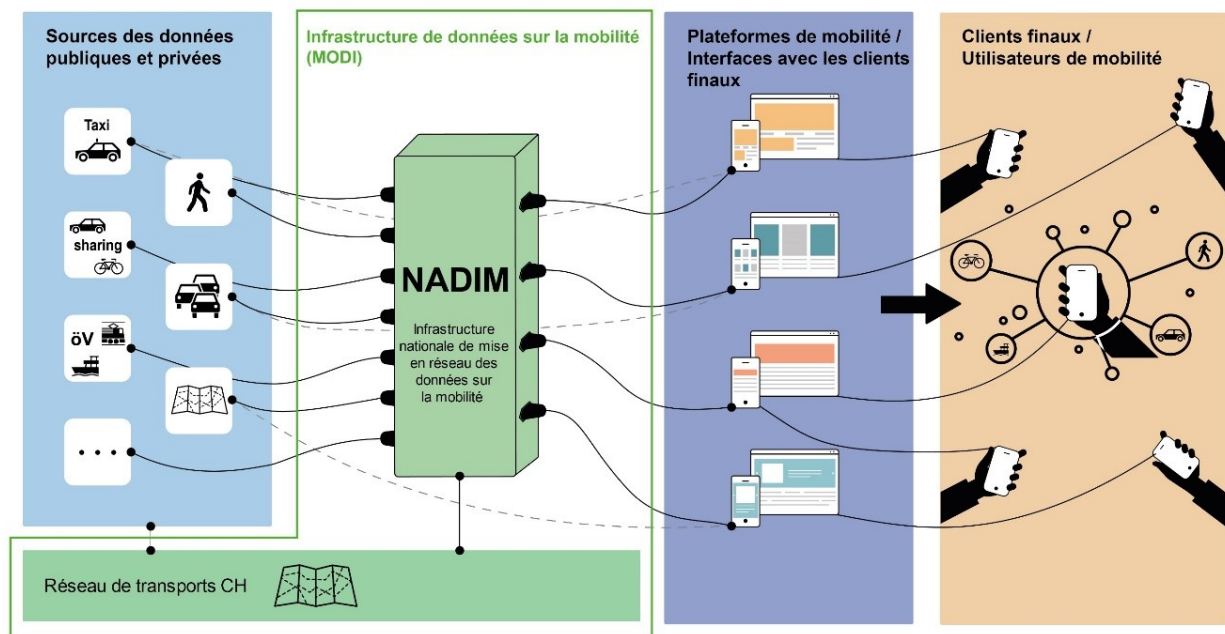 Sources des données
publiques et privées
Infrastructure de données sur la mobilité
(MODI)
Plateformes de mobilité /
Interfaces avec les clients
finaux
Clients finaux /
Utilisateurs de mobilité
Taxi
sharing
öV
...
NADIM
Infrastructure
nationale de mise
en réseau des
données sur
la mobilité
Réseau de transports CH